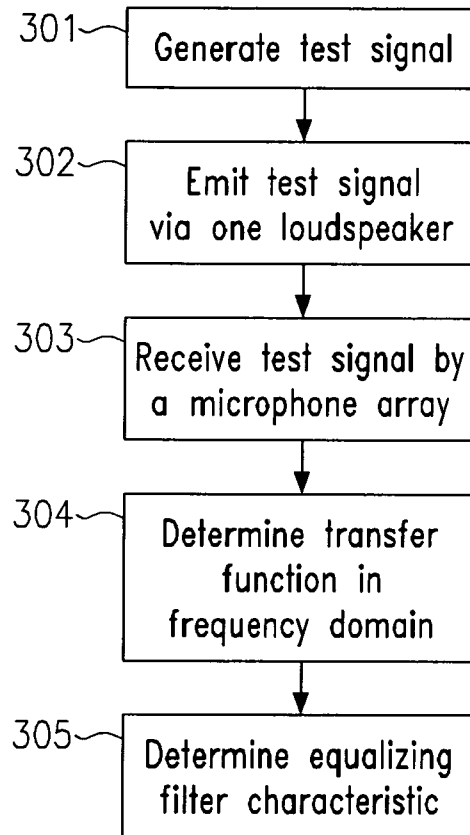 301
Generate test signal
302
Emit test signal
via one loudspeaker
303
Receive test signal by
a microphone array
304
Determine transfer
function in
frequency domain
305
Determine equalizing
filter characteristic